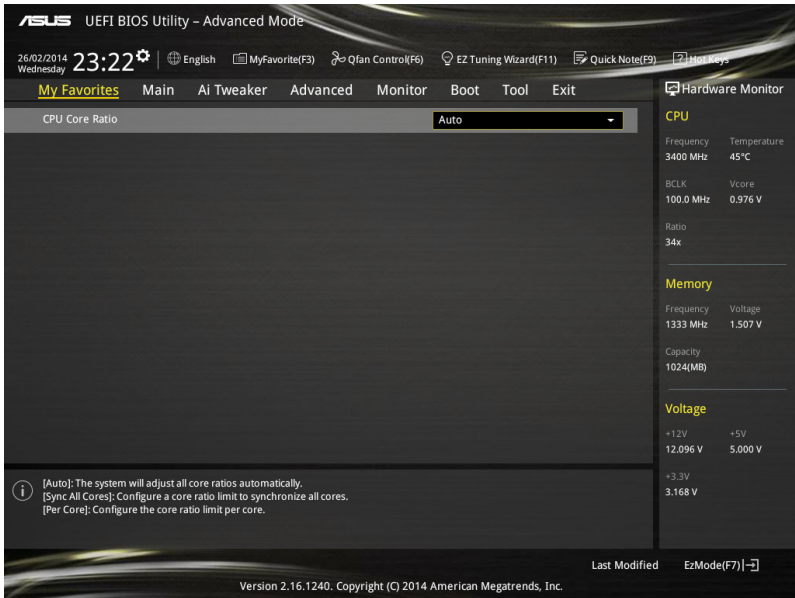 ASUS UEFI BIOS Utility – Advanced Mode
26/02/2014
Wednesday
23:22
English
MyFavorite(F3)
Qfan Control(F6)
EZ Tuning Wizard(F11)
Quick Note(F9)
? Hot Keys
My Favorites Main Ai Tweaker Advanced Monitor Boot Tool Exit
CPU Core Ratio
Auto
[Auto]: The system will adjust all core ratios automatically.
[Sync All Cores]: Configure a core ratio limit to synchronize all cores.
[Per Core]: Configure the core ratio limit per core.
Hardware Monitor
CPU
Frequency Temperature
3400 MHz 45°C
BCLK Vcore
100.0 MHz 0.976 V
Ratio
34x
Memory
Frequency Voltage
1333 MHz 1.507 V
Capacity
1024(MB)
Voltage
+12V +5V
12.096 V 5.000 V
+3.3V
3.168 V
Last Modified
EzMode(F7)
Version 2.16.1240. Copyright (C) 2014 American Megatrends, Inc.